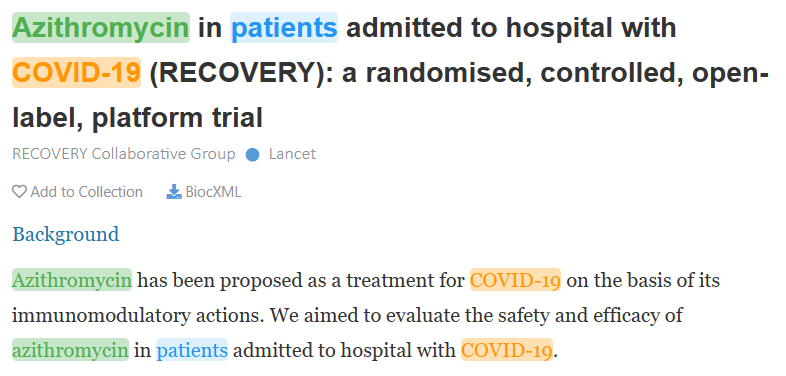 Azithromycin in patients admitted to hospital with
COVID-19 (RECOVERY): a randomised, controlled, open-
label, platform trial
RECOVERY Collaborative Group Lancet
Add to Collection BiocXML
Background
Azithromycin has been proposed as a treatment for COVID-19 on the basis of its
immunomodulatory actions. We aimed to evaluate the safety and efficacy of
azithromycin in patients admitted to hospital with COVID-19.